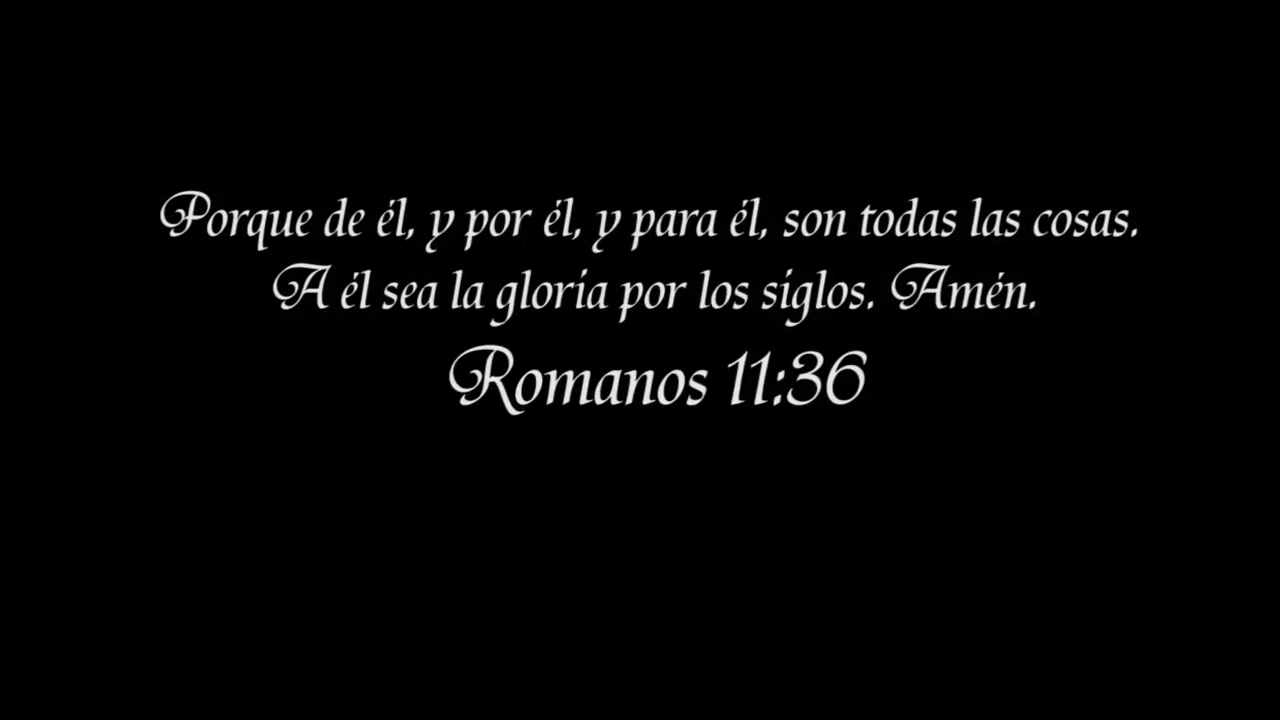 Porque de él, y por él, y para él, son todas las cosas.
A él sea la gloria por los siglos. Amén.
Romanos 11:36